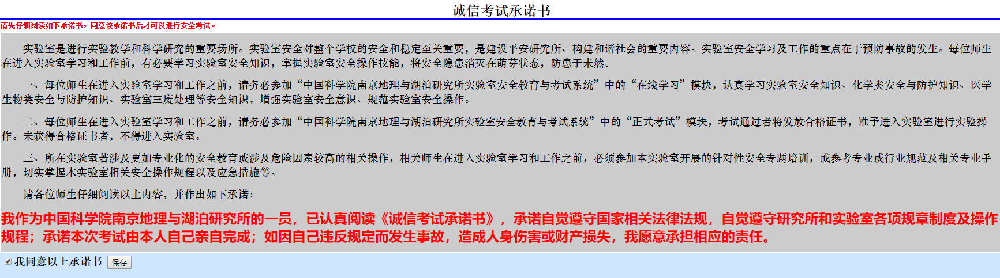 诚信考试承诺书
请先仔细阅读如下承诺书，同意该承诺书后才可以进行安全考试。
实验室是进行实验教学和科学研究的重要场所。实验室安全对整个学校的安全和稳定至关重要，是建设平安研究所、构建和谐社会的重要内容。实验室安全学习及工作的重点在于预防事故的发生。每位师生
在进入实验室学习和工作前，有必要学习实验室安全知识，掌握实验室安全操作技能，将安全隐患消灭在萌芽状态，防患于未然。
一、每位师生在进入实验室学习和工作之前，请务必参加“中国科学院南京地理与湖泊研究所实验室安全教育与考试系统”中的“在线学习”模块，认真学习实验室安全知识、化学类安全与防护知识、医学
生物类安全与防护知识、实验室三废处理等安全知识，增强实验室安全意识、规范实验室安全操作。
二、每位师生在进入实验室学习和工作之前，请务必参加“中国科学院南京地理与湖泊研究所实验室安全教育与考试系统”中的“正式考试”模块，考试通过者将发放合格证书，准予进入实验室进行实验操
作。未获得合格证书者，不得进入实验室。
三、所在实验室若涉及更加专业化的安全教育或涉及危险因素较高的相关操作，相关师生在进入实验室学习和工作之前，必须参加本实验室开展的针对性安全专题培训，或参考专业或行业规范及相关专业手
册，切实掌握本实验室相关安全操作规程以及应急措施等。
请各位师生仔细阅读以上内容，并作出如下承诺：
我作为中国科学院南京地理与湖泊研究所的一员，已认真阅读《诚信考试承诺书》，承诺自觉遵守国家相关法律法规，自觉遵守研究所和实验室各项规章制度及操作
规程；承诺本次考试由本人自己亲自完成；如因自己违反规定而发生事故，造成人身伤害或财产损失，我愿意承担相应的责任。
我同意以上承诺书 保存